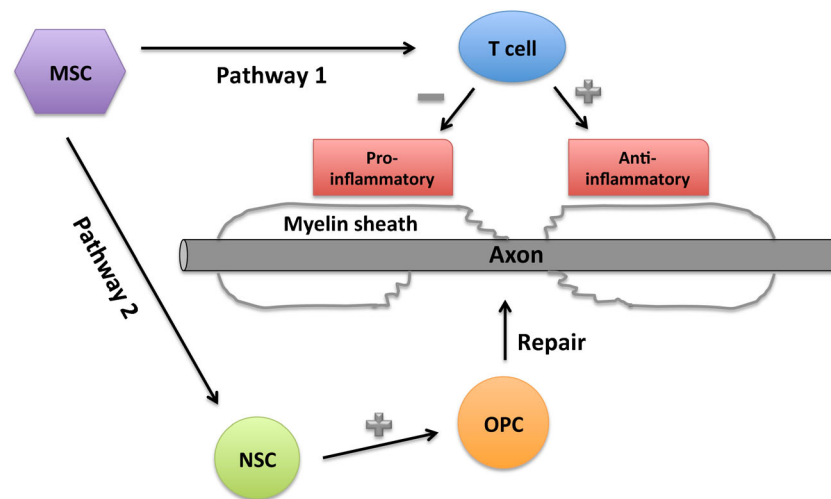 MSC
Pathway 1
T cell
Pro-
inflammatory
Anti-
inflammatory
Myelin sheath
Axon
Pathway 2
Repair
NSC
OPC